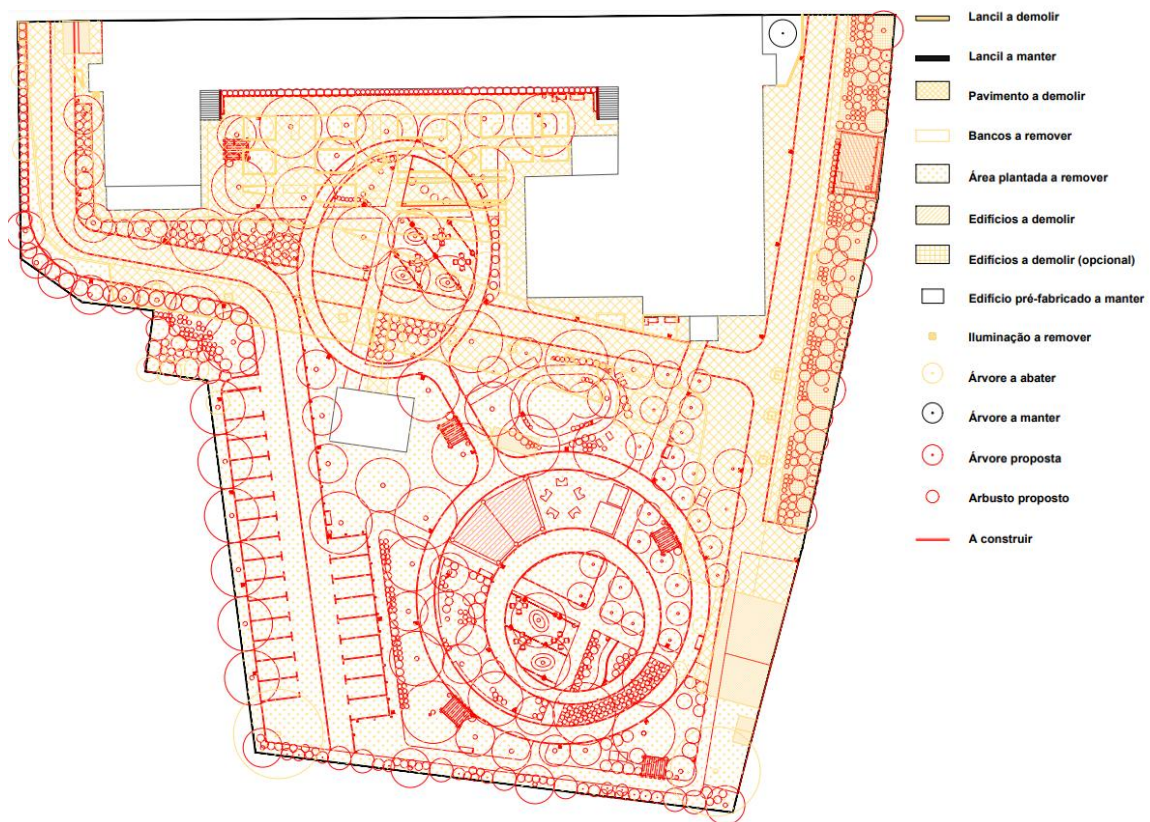 Lancil a demolir
Lancil a manter
Pavimento a demolir
Bancos a remover
Área plantada a remover
Edifícios a demolir
Edifícios a demolir (opcional)
Edifício pré-fabricado a manter
Iluminação a remover
Árvore a abater
Árvore a manter
Árvore proposta
Arbusto proposto
A construir